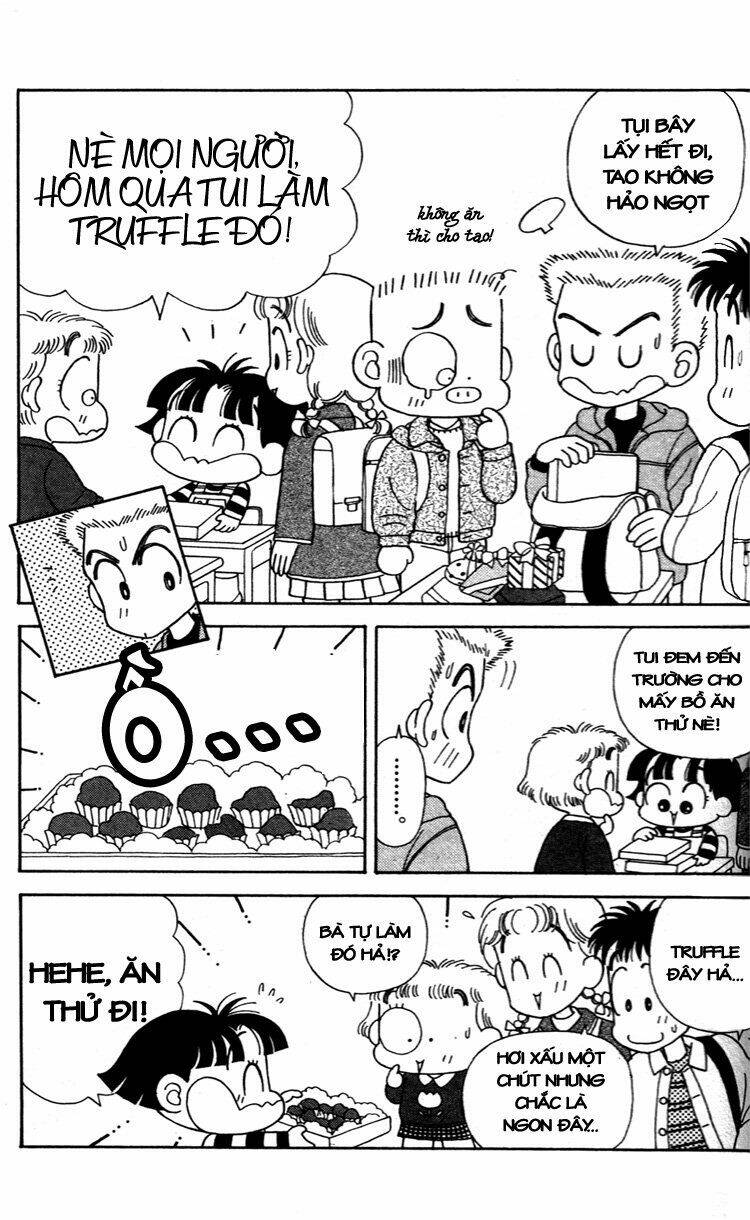 NÈ MỌI NGƯỜI,
HÔM QUA TUI LÀM
TRUFFLE ĐÓ!
không ăn
thì cho tao!
TỤI BÂY
LẤY HẾT ĐI,
TAO KHÔNG
HẢO NGỌT
Ồ...
TUI ĐEM ĐẾN
TRƯỜNG CHO
MẤY BỒ ĂN
THỬ NÈ!
......
HEHE, ĂN
THỬ ĐI!
BÀ TỰ LÀM
ĐÓ HẢ!?
TRUFFLE
ĐÂY HẢ...
HƠI XẤU MỘT
CHÚT NHƯNG
CHẮC LÀ
NGON ĐÂY...